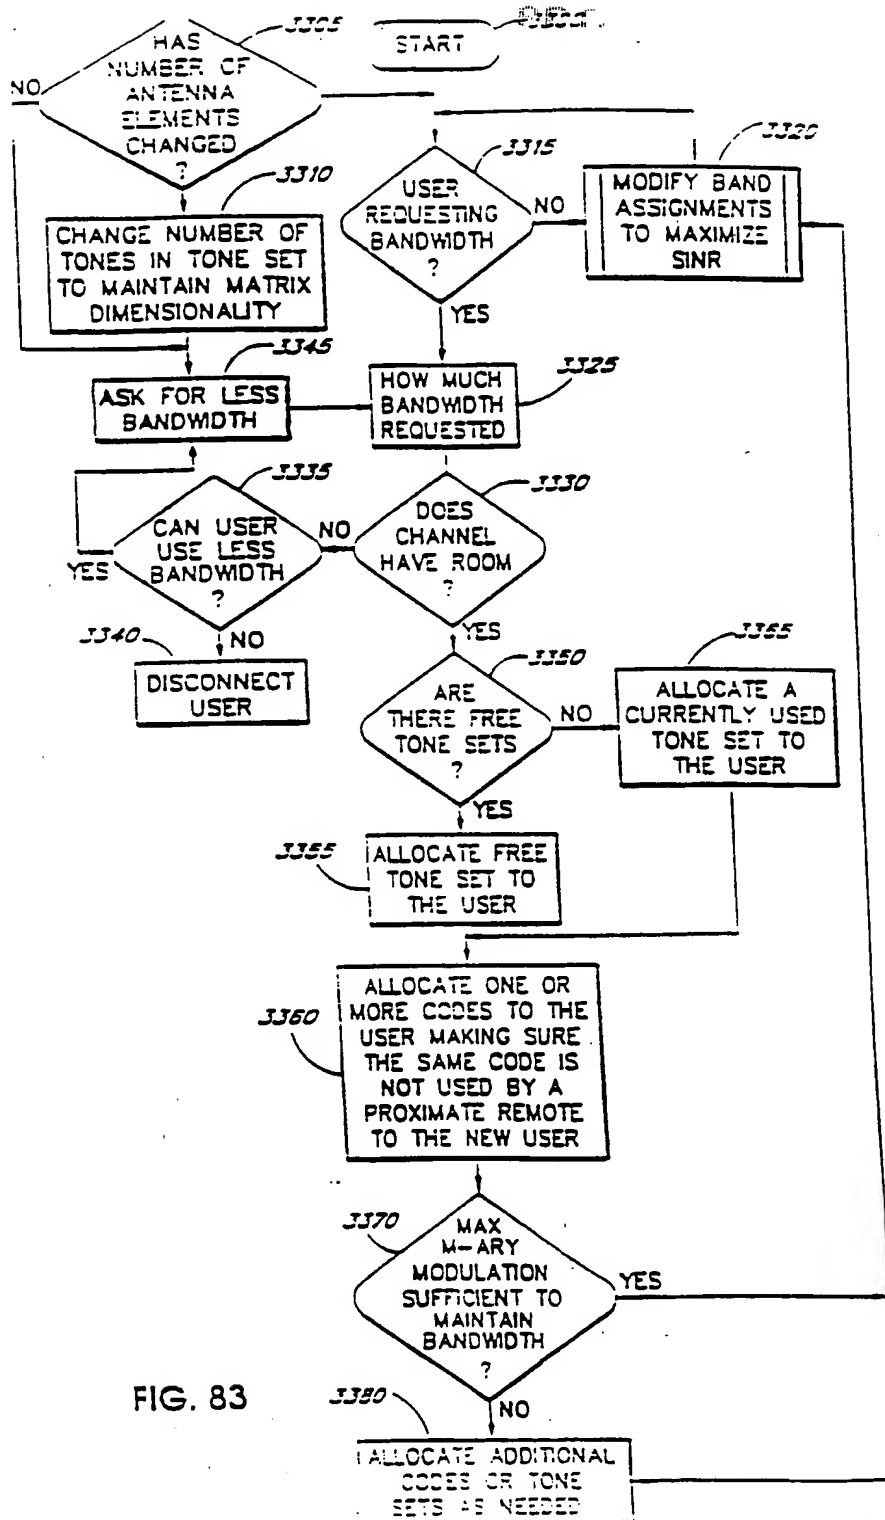 3305
HAS
NUMBER OF
ANTENNA
ELEMENTS
CHANGED
?
NO
START
3310
CHANGE NUMBER OF
TONES IN TONE SET
TO MAINTAIN MATRIX
DIMENSIONALITY
3315
USER
REQUESTING
BANDWIDTH
?
NO
YES
3320
MODIFY BAND
ASSIGNMENTS
TO MAXIMIZE
SINR
3345
ASK FOR LESS
BANDWIDTH
3325
HOW MUCH
BANDWIDTH
REQUESTED
3335
CAN USER
USE LESS
BANDWIDTH
?
YES
NO
3330
DOES
CHANNEL
HAVE ROOM
?
NO
YES
3340
DISCONNECT
USER
3350
ARE
THERE FREE
TONE SETS
?
NO
YES
3365
ALLOCATE A
CURRENTLY USED
TONE SET TO
THE USER
3355
ALLOCATE FREE
TONE SET TO
THE USER
3360
ALLOCATE ONE OR
MORE CODES TO THE
USER MAKING SURE
THE SAME CODE IS
NOT USED BY A
PROXIMATE REMOTE
TO THE NEW USER
3370
MAX
M-ARY
MODULATION
SUFFICIENT TO
MAINTAIN
BANDWIDTH
?
YES
NO
3380
ALLOCATE ADDITIONAL
CODES OR TONE
SETS AS NEEDED
FIG. 83